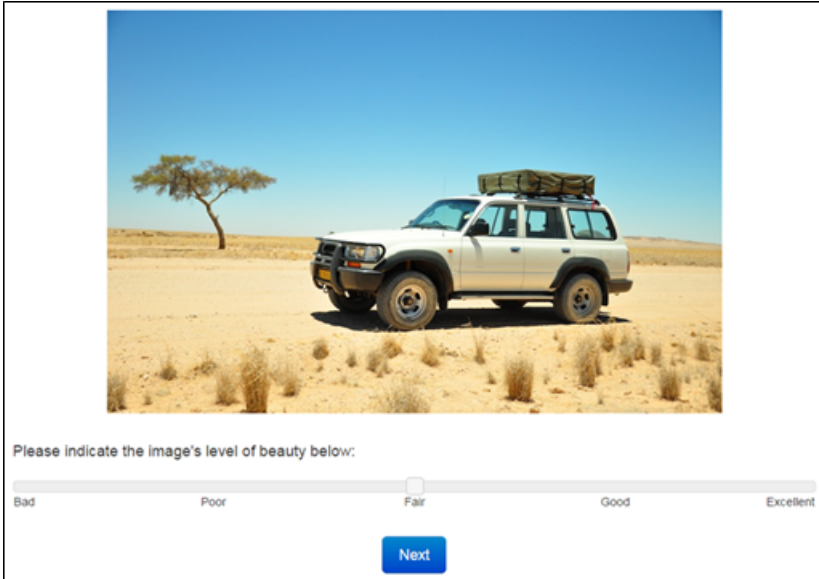 Please indicate the image's level of beauty below:
Bad Poor Fair Good Excellent
Next